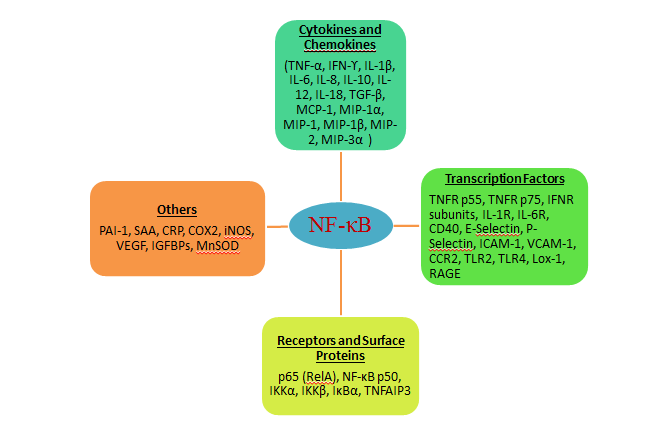 Cytokines and
Chemokines
(TNF-α, IFN-ϒ, IL-1β,
IL-6, IL-8, IL-10, IL-
12, IL-18, TGF-β,
MCP-1, MIP-1α,
MIP-1, MIP-1β, MIP-
2, MIP-3α )
Transcription Factors
TNFR p55, TNFR p75, IFNR
subunits, IL-1R, IL-6R,
CD40, E-Selectin, P-
Selectin, ICAM-1, VCAM-1,
CCR2, TLR2, TLR4, Lox-1,
RAGE
Others
PAI-1, SAA, CRP, COX2, iNOS,
VEGF, IGFBPs, MnSOD
NF-κB
Receptors and Surface
Proteins
p65 (RelA), NF-κB p50,
IKKα, IKKβ, IκBα, TNFAIP3